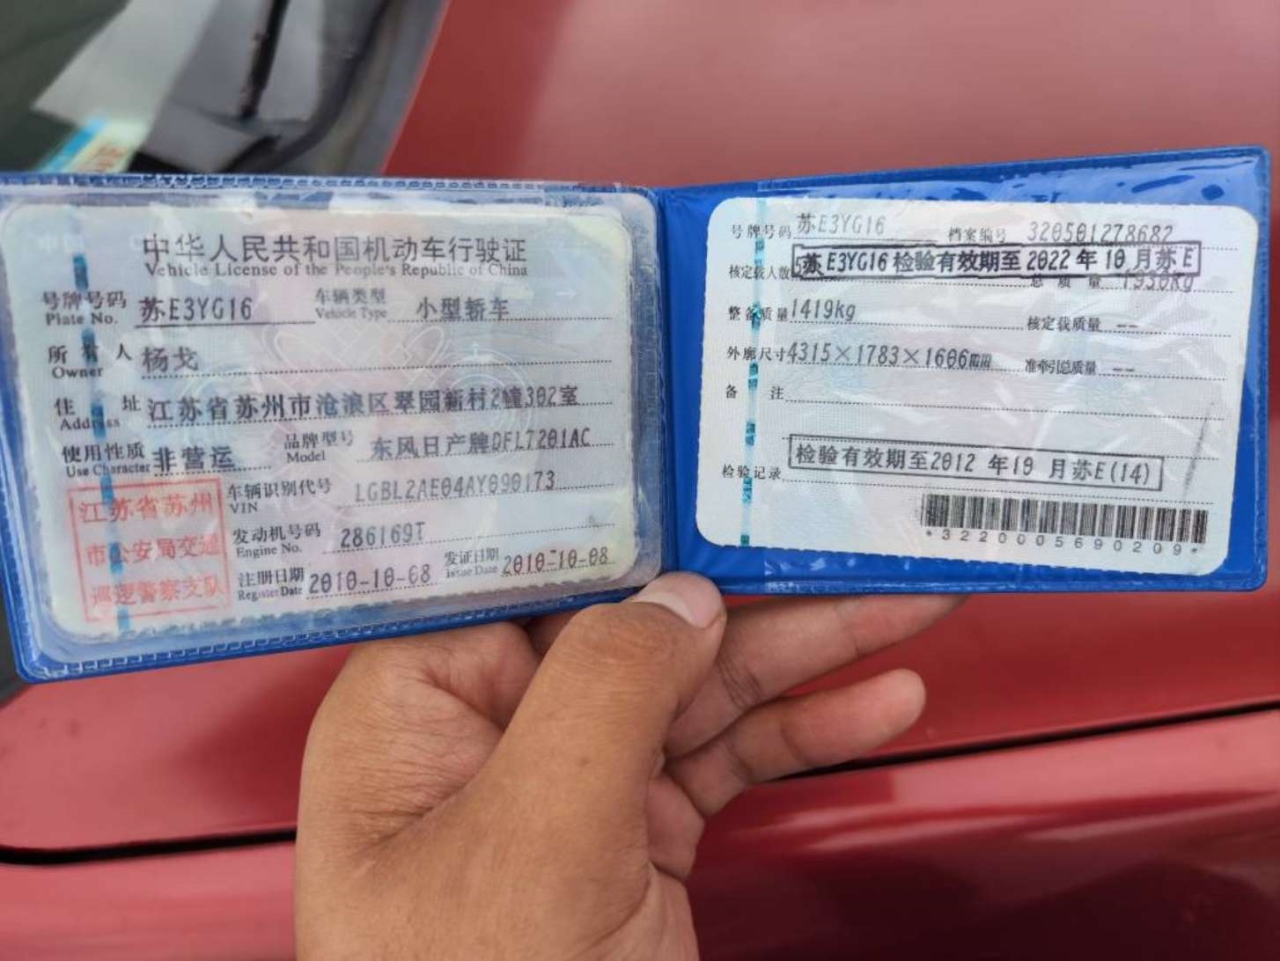 中华人民共和国机动车行驶证
Vehicle License of the People's Republic of China
号牌号码 苏E3YG16 车辆类型 小型轿车
Plate No. Vehicle Type
所有人 杨戈
Owner
住址 江苏省苏州市沧浪区翠园新村2幢302室
Address
使用性质 非营运 品牌型号 东风日产牌DFL7201AC
Use Character Model
江苏省苏州
市公安局交通
巡逻警察支队
车辆识别代号 LGBL2AE04AY090173
VIN
发动机号码 286169T
Engine No.
注册日期 2010-10-08 发证日期 2010-10-08
Register Date Issue Date
号牌号码 苏E3YG16 档案编号 320501278682
苏E3YG16检验有效期至2022年10月苏E
核定载人数 总质量
整备质量 1419kg 核定载质量 --
外廓尺寸 4315×1783×1606mm 准牵引总质量 --
备注
检验记录 检验有效期至2012年10月苏E(14)
*3220005690209*